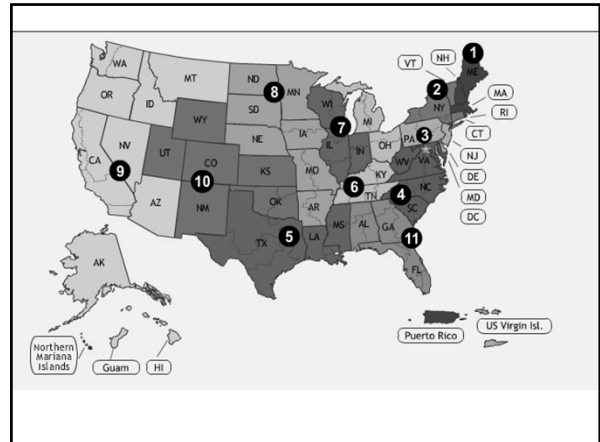 1
NH
VT
ME
WA
MT
ND
2
MA
OR
8
MN
WI
NY
RI
ID
SD
WY
7
MI
3
CT
NV
NE
IA
PA
NJ
UT
IL
IN
OH
DE
CA
9
CO
KS
MO
6
KY
WV
VA
MD
10
TN
4
NC
DC
AZ
NM
OK
AR
SC
5
MS
AL
GA
11
TX
LA
FL
AK
Northern
Mariana
Islands
Guam
HI
Puerto Rico
US Virgin Isl.